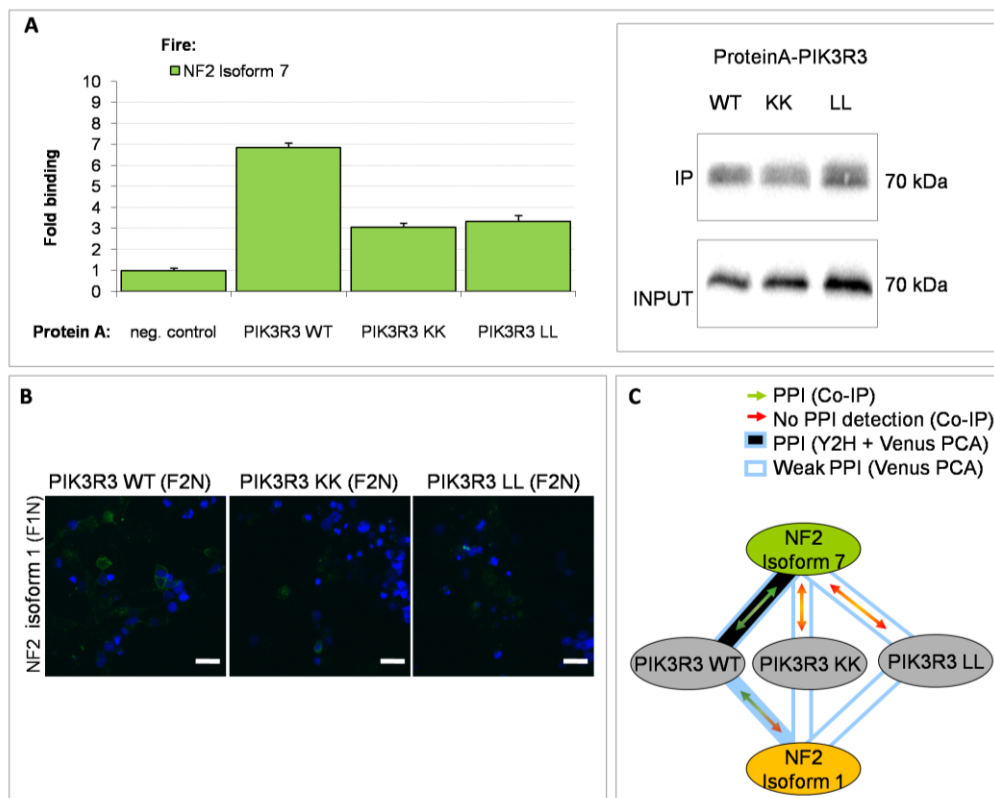 A
Fire:
NF2 Isoform 7
Fold binding
10
9
8
7
6
5
4
3
2
1
0
Protein A: neg. control PIK3R3 WT PIK3R3 KK PIK3R3 LL
ProteinA-PIK3R3
WT KK LL
IP 70 kDa
INPUT 70 kDa
B
PIK3R3 WT (F2N) PIK3R3 KK (F2N) PIK3R3 LL (F2N)
NF2 isoform 1 (F1N)
C
PPI (Co-IP)
No PPI detection (Co-IP)
PPI (Y2H + Venus PCA)
Weak PPI (Venus PCA)
NF2
Isoform 7
PIK3R3 WT PIK3R3 KK PIK3R3 LL
NF2
Isoform 1